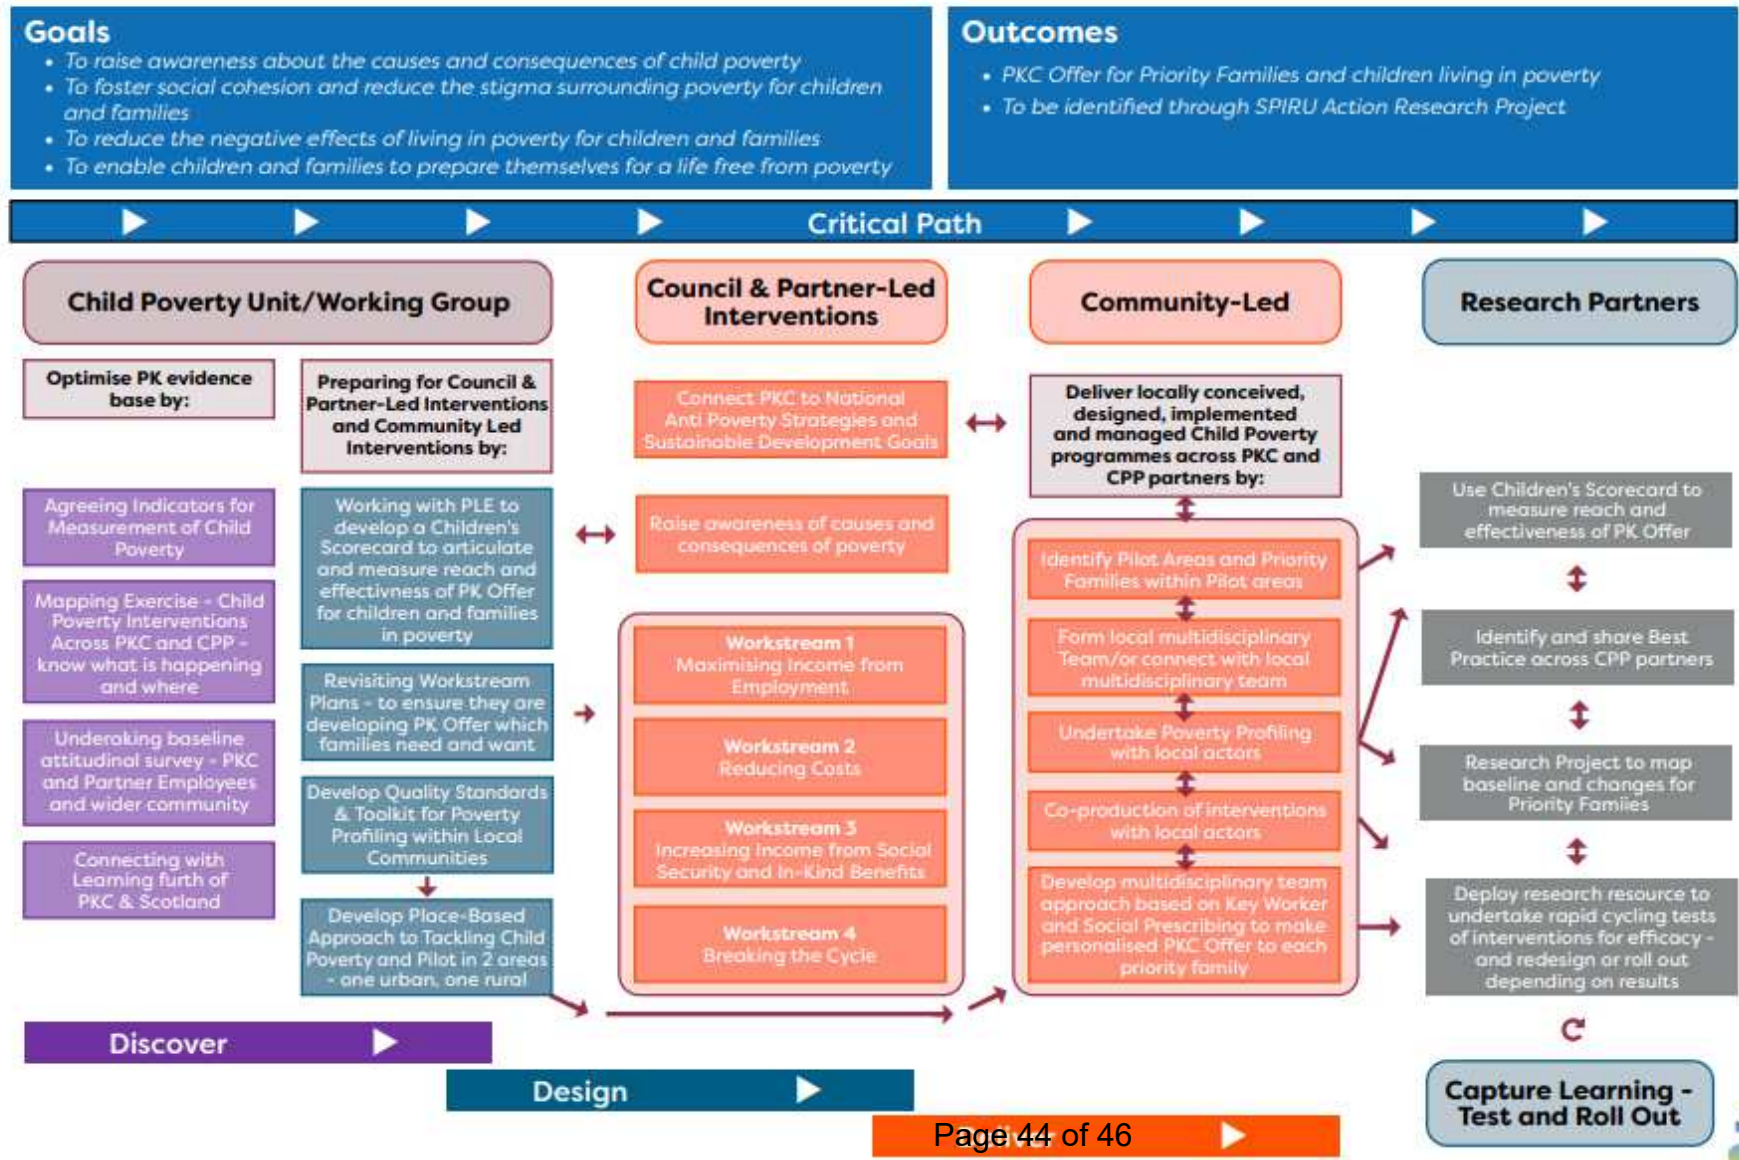 Goals
• To raise awareness about the causes and consequences of child poverty
• To foster social cohesion and reduce the stigma surrounding poverty for children
and families
• To reduce the negative effects of living in poverty for children and families
• To enable children and families to prepare themselves for a life free from poverty
Outcomes
• PKC Offer for Priority Families and children living in poverty
• To be identified through SPIRU Action Research Project
Critical Path
Child Poverty Unit/Working Group
Optimise PK evidence
base by:
Agreeing Indicators for
Measurement of Child
Poverty
Mapping Exercise - Child
Poverty Interventions
Across PKC and CPP -
know what is happening
and where
Underaking baseline
attitudinal survey - PKC
and Partner Employees
and wider community
Connecting with
Learning furth of
PKC & Scotland
Preparing for Council &
Partner-Led Interventions
and Community Led
Interventions by:
Working with PLE to
develop a Children's
Scorecard to articulate
and measure reach and
effectivness of PK Offer
for children and families
in poverty
Revisiting Workstream
Plans - to ensure they are
developing PK Offer which
families need and want
Develop Quality Standards
& Toolkit for Poverty
Profiling within Local
Communities
Develop Place-Based
Approach to Tackling Child
Poverty and Pilot in 2 areas
- one urban, one rural
Council & Partner-Led
Interventions
Connect PKC to National
Anti Poverty Strategies and
Sustainable Development Goals
Raise awareness of causes and
consequences of poverty
Workstream 1
Maximising Income from
Employment
Workstream 2
Reducing Costs
Workstream 3
Increasing Income from Social
Security and In-Kind Benefits
Workstream 4
Breaking the Cycle
Community-Led
Deliver locally conceived,
designed, implemented
and managed Child Poverty
programmes across PKC and
CPP partners by:
Identify Pilot Areas and Priority
Families within Pilot areas
Form local multidisciplinary
Team/or connect with local
multidisciplinary team
Undertake Poverty Profiling
with local actors
Co-production of interventions
with local actors
Develop multidisciplinary team
approach based on Key Worker
and Social Prescribing to make
personalised PKC Offer to each
priority family
Research Partners
Use Children's Scorecard to
measure reach and
effectiveness of PK Offer
Identify and share Best
Practice across CPP partners
Research Project to map
baseline and changes for
Priority Famiies
Deploy research resource to
undertake rapid cycling tests
of interventions for efficacy -
and redesign or roll out
depending on results
Capture Learning -
Test and Roll Out
Discover
Design
Deliver
Page 44 of 46